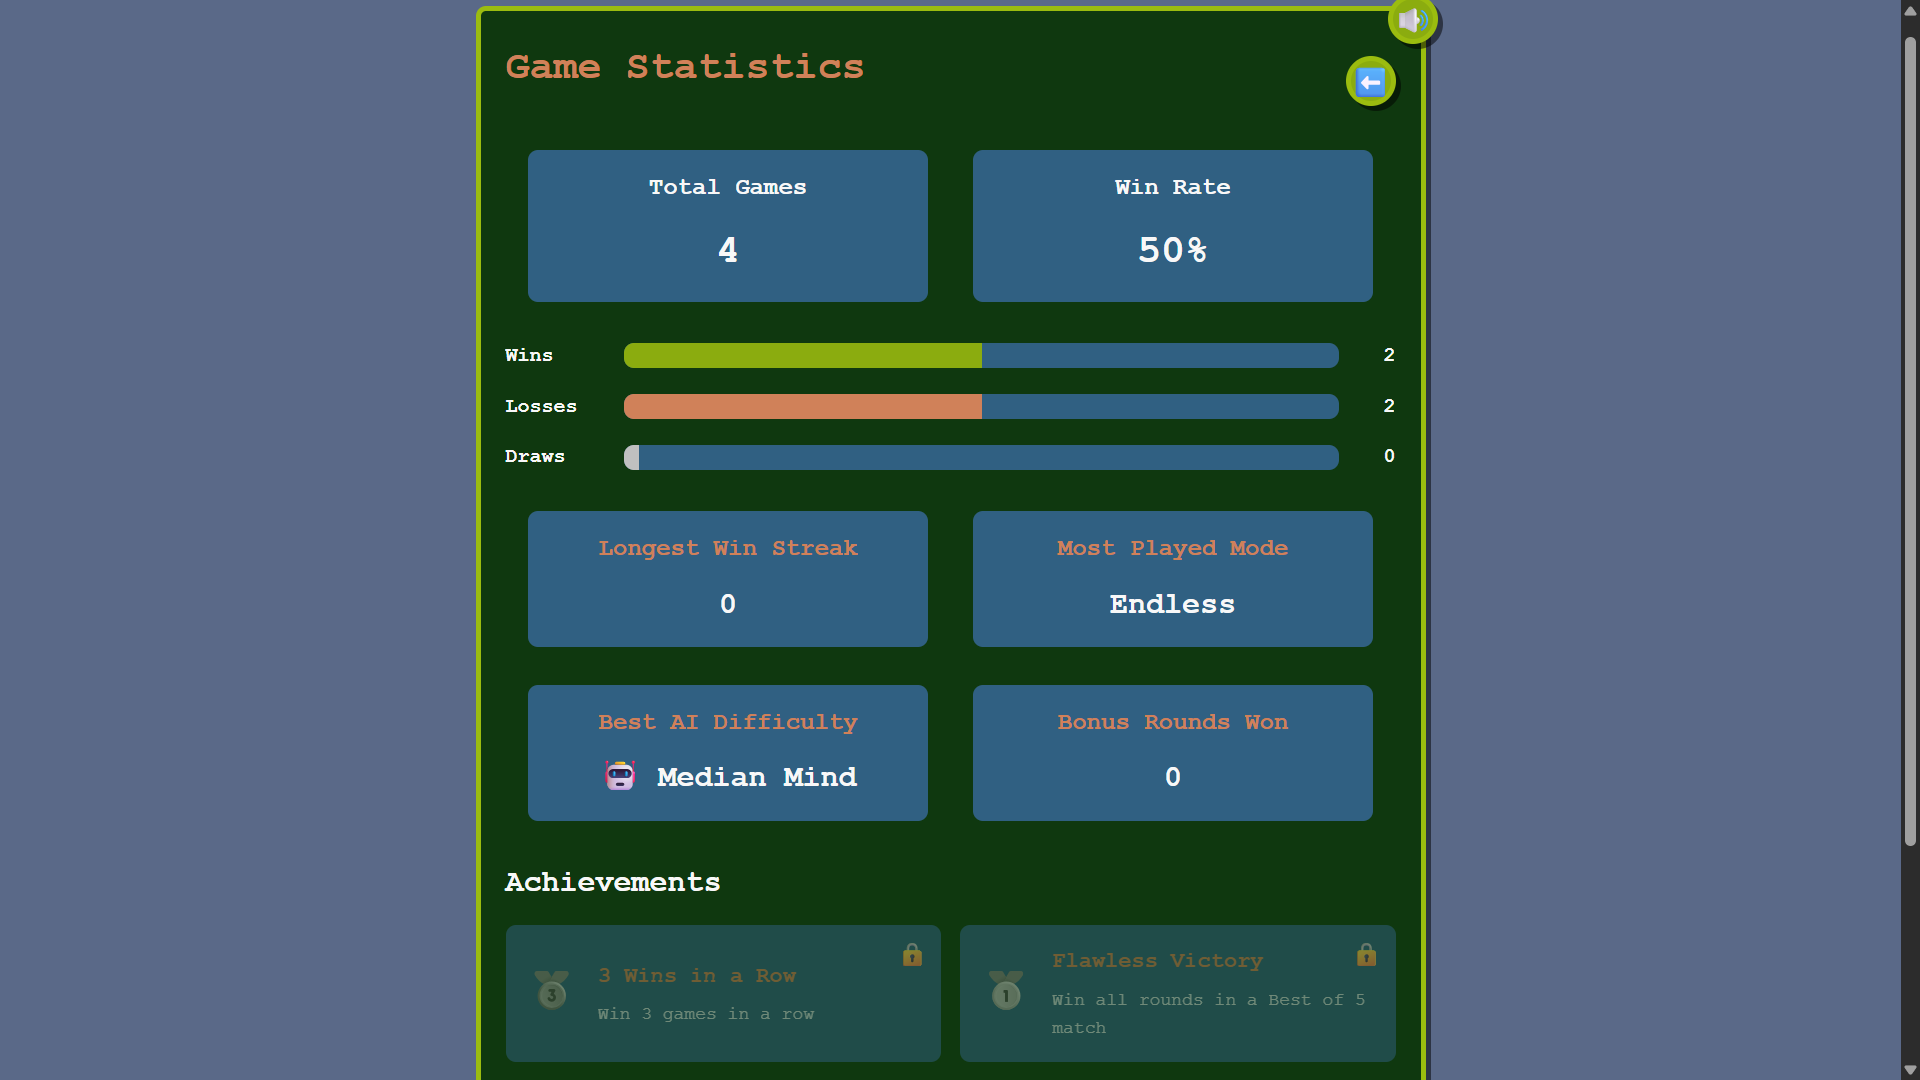 Game Statistics
Total Games
4
Win Rate
50%
Wins
2
Losses
2
Draws
0
Longest Win Streak
0
Most Played Mode
Endless
Best AI Difficulty
Median Mind
Bonus Rounds Won
0
Achievements
3
3 Wins in a Row
Win 3 games in a row
1
Flawless Victory
Win all rounds in a Best of 5
match